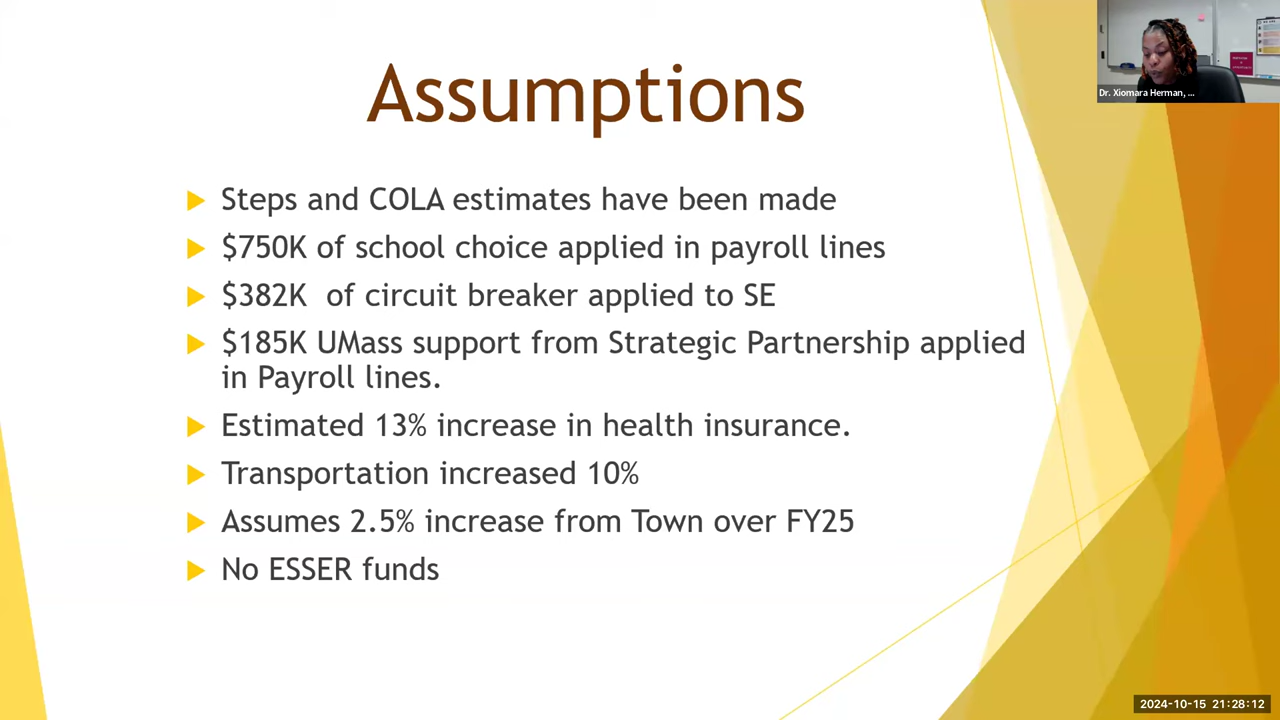 Assumptions
Steps and COLA estimates have been made
$750K of school choice applied in payroll lines
$382K of circuit breaker applied to SE
$185K UMass support from Strategic Partnership applied
in Payroll lines.
Estimated 13% increase in health insurance.
Transportation increased 10%
Assumes 2.5% increase from Town over FY25
No ESSER funds
Dr. Xiomara Herman, ...
2024-10-15 21:28:12